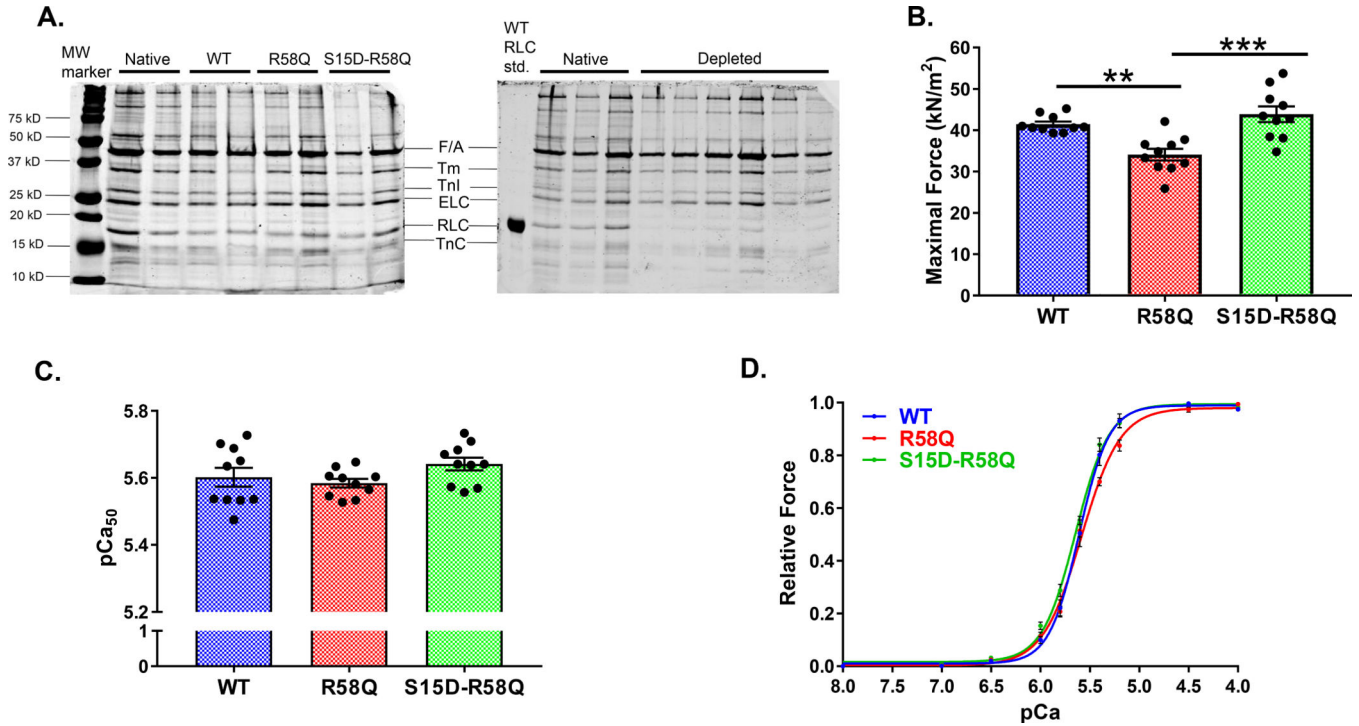 A.
MW
marker
Native
WT
R58Q
S15D-R58Q
75 kD
50 kD
37 kD
25 kD
20 kD
15 kD
10 kD
F/A
Tm
TnI
ELC
RLC
TnC
WT
RLC
std.
Native
Depleted
B.
Maximal Force (kN/m²)
60
50
40
30
20
10
0
**
***
WT
R58Q
S15D-R58Q
C.
pCa50
5.8
5.6
5.4
5.2
1
0
WT
R58Q
S15D-R58Q
D.
Relative Force
1.0
0.8
0.6
0.4
0.2
0.0
WT
R58Q
S15D-R58Q
8.0 7.5 7.0 6.5 6.0 5.5 5.0 4.5 4.0
pCa